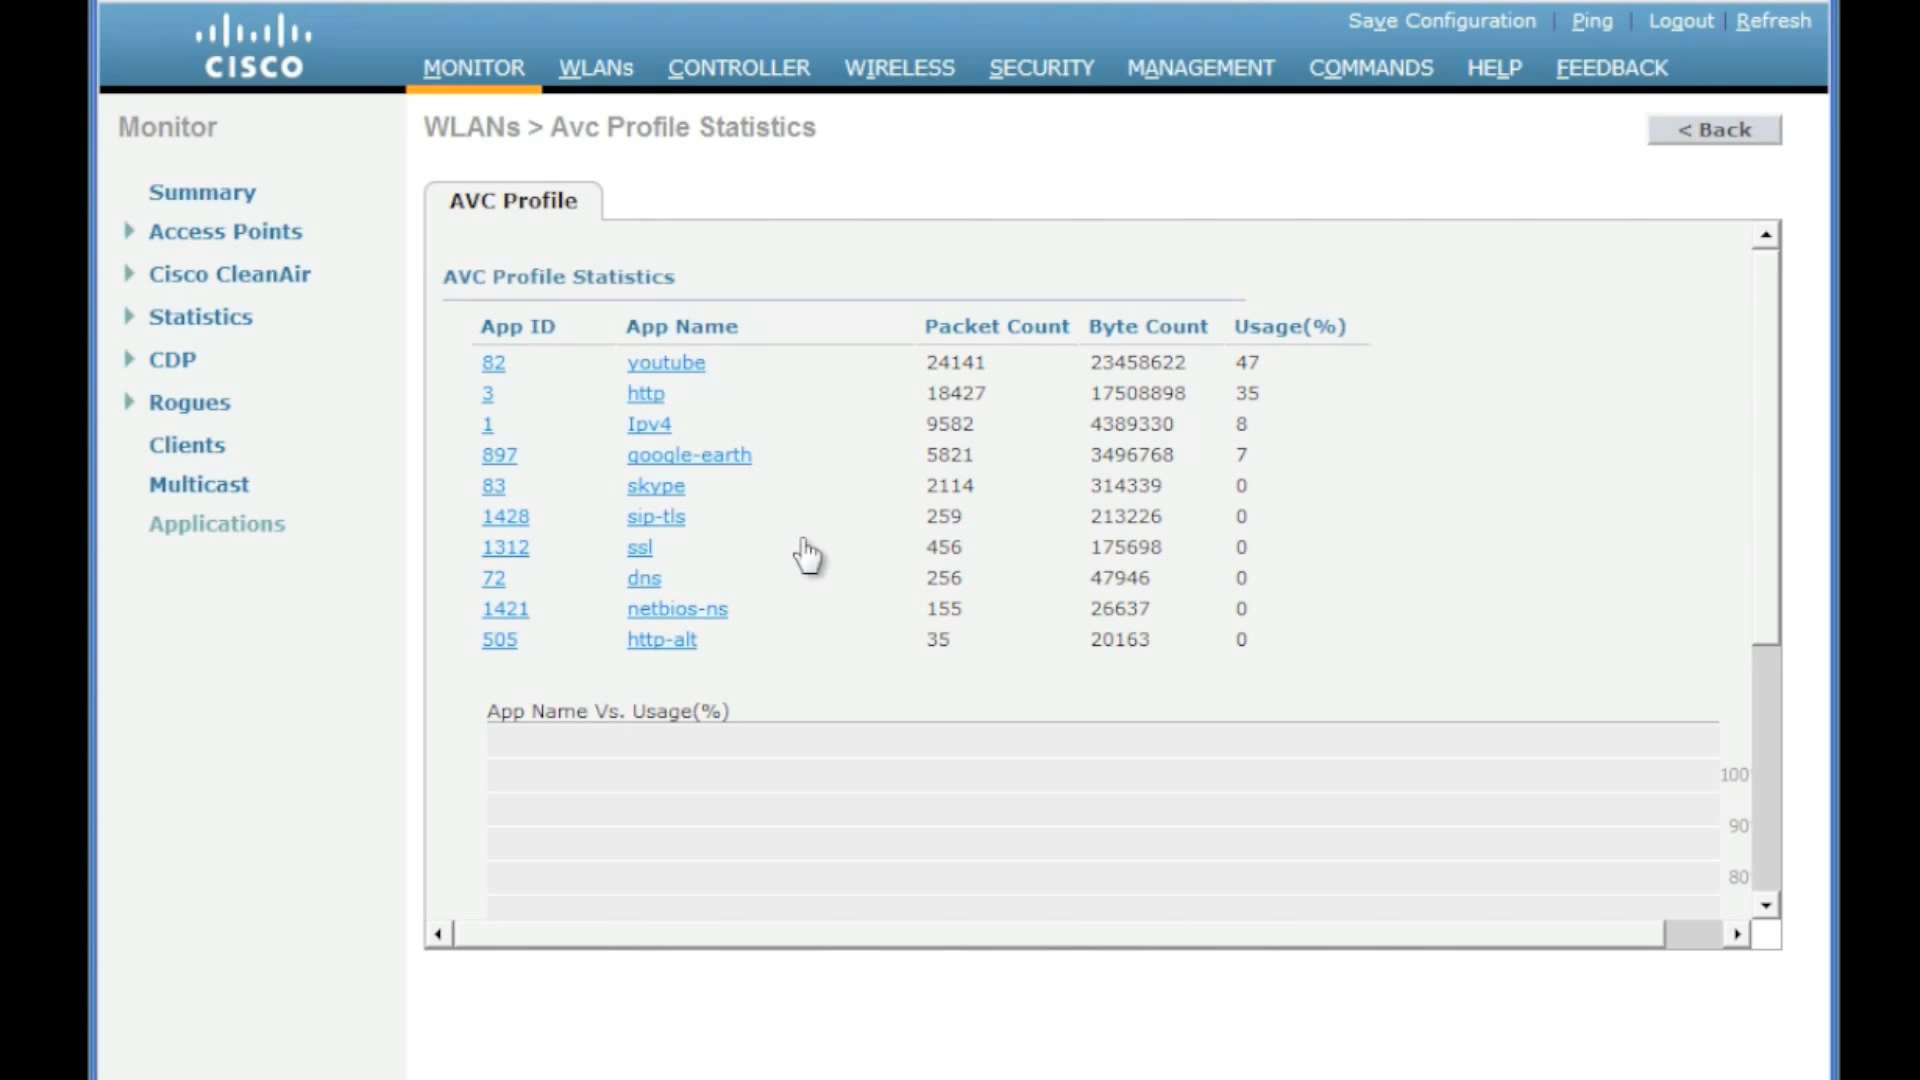 Save Configuration | Ping | Logout | Refresh
CISCO
MONITOR WLANs CONTROLLER WIRELESS SECURITY MANAGEMENT COMMANDS HELP FEEDBACK
Monitor
WLANs > Avc Profile Statistics
< Back
Summary
Access Points
Cisco CleanAir
Statistics
CDP
Rogues
Clients
Multicast
Applications
AVC Profile
AVC Profile Statistics
App ID App Name Packet Count Byte Count Usage(%)
82 youtube 24141 23458622 47
3 http 18427 17508898 35
1 Ipv4 9582 4389330 8
897 google-earth 5821 3496768 7
83 skype 2114 314339 0
1428 sip-tls 259 213226 0
1312 ssl 456 175698 0
72 dns 256 47946 0
1421 netbios-ns 155 26637 0
505 http-alt 35 20163 0
App Name Vs. Usage(%)
100
90
80